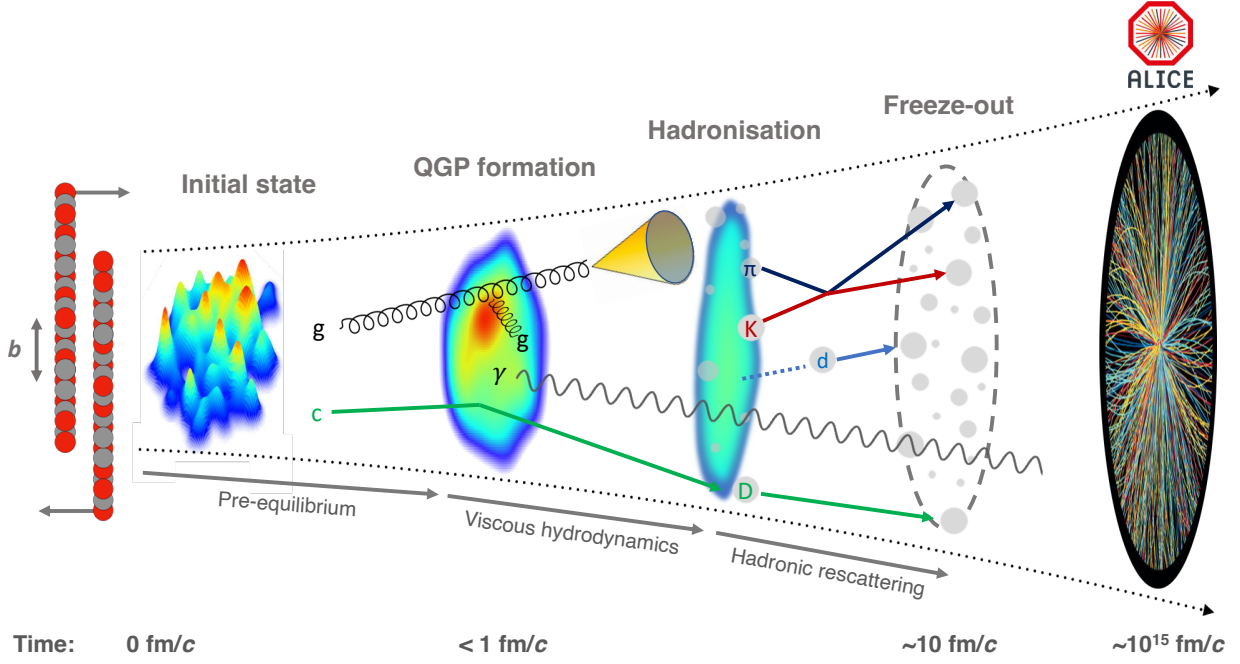 ALICE
Freeze-out
Hadronisation
QGP formation
Initial state
b
g
g
γ
c
π
K
d
D
Pre-equilibrium
Viscous hydrodynamics
Hadronic rescattering
Time: 0 fm/c < 1 fm/c ~10 fm/c ~10¹⁵ fm/c